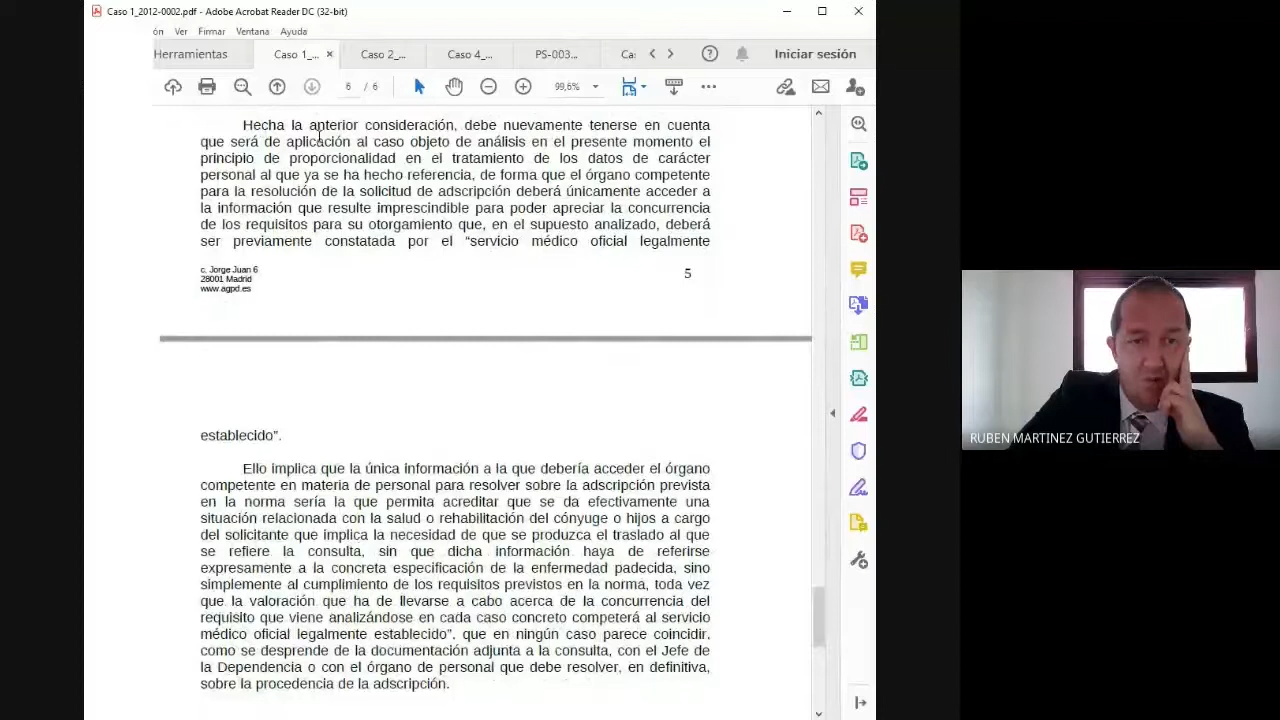 Caso 1_2012-0002.pdf - Adobe Acrobat Reader DC (32-bit)
ón Ver Firmar Ventana Ayuda
Herramientas Caso 1_... × Caso 2_... Caso 4_... PS-003... Ca: Iniciar sesión
6 / 6 99,6%
Hecha la anterior consideración, debe nuevamente tenerse en cuenta
que será de aplicación al caso objeto de análisis en el presente momento el
principio de proporcionalidad en el tratamiento de los datos de carácter
personal al que ya se ha hecho referencia, de forma que el órgano competente
para la resolución de la solicitud de adscripción deberá únicamente acceder a
la información que resulte imprescindible para poder apreciar la concurrencia
de los requisitos para su otorgamiento que, en el supuesto analizado, deberá
ser previamente constatada por el “servicio médico oficial legalmente
c. Jorge Juan 6
28001 Madrid
www.agpd.es
5
establecido”.
Ello implica que la única información a la que debería acceder el órgano
competente en materia de personal para resolver sobre la adscripción prevista
en la norma sería la que permita acreditar que se da efectivamente una
situación relacionada con la salud o rehabilitación del cónyuge o hijos a cargo
del solicitante que implica la necesidad de que se produzca el traslado al que
se refiere la consulta, sin que dicha información haya de referirse
expresamente a la concreta especificación de la enfermedad padecida, sino
simplemente al cumplimiento de los requisitos previstos en la norma, toda vez
que la valoración que ha de llevarse a cabo acerca de la concurrencia del
requisito que viene analizándose en cada caso concreto competerá al servicio
médico oficial legalmente establecido”, que en ningún caso parece coincidir,
como se desprende de la documentación adjunta a la consulta, con el Jefe de
la Dependencia o con el órgano de personal que debe resolver, en definitiva,
sobre la procedencia de la adscripción.
RUBEN MARTINEZ GUTIERREZ